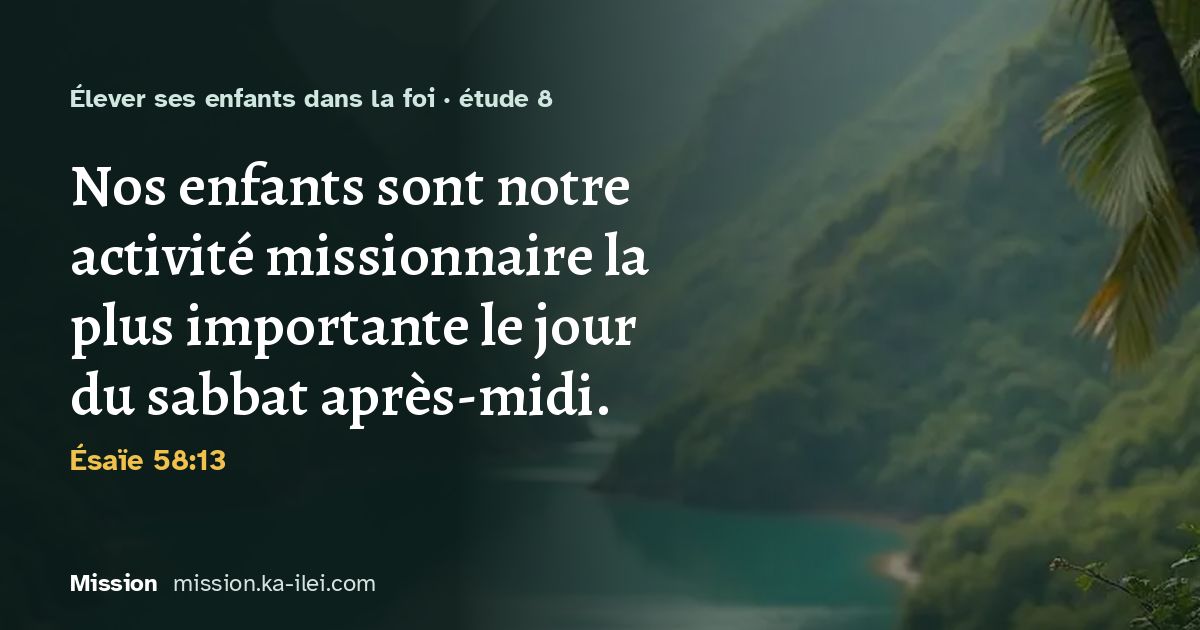 Élever ses enfants dans la foi · étude 8
Nos enfants sont notre
activité missionnaire la
plus importante le jour
du sabbat après-midi.
Ésaïe 58:13
Mission mission.ka-ilei.com